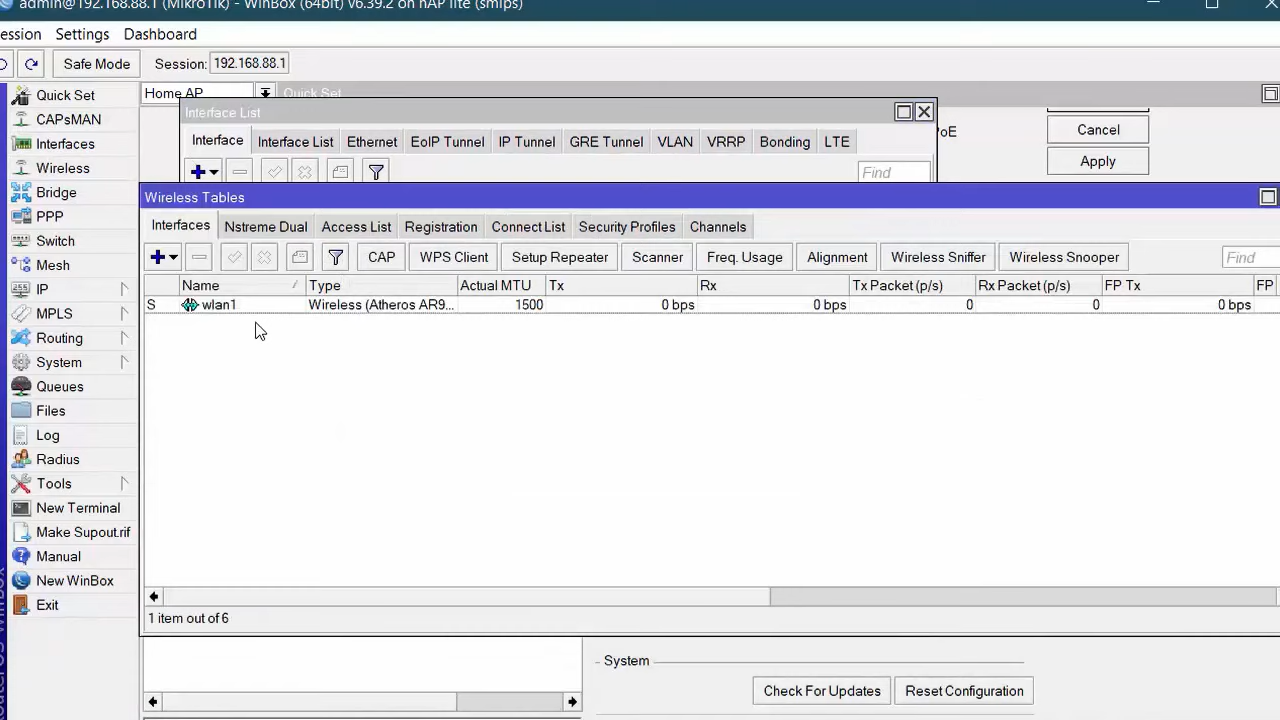 admin@192.168.88.1 (MikroTik) - WinBox (64bit) v6.39.2 on hAP lite (smips)
ession Settings Dashboard
Safe Mode Session: 192.168.88.1
Quick Set
CAPsMAN
Interfaces
Wireless
Bridge
PPP
Switch
Mesh
IP
MPLS
Routing
System
Queues
Files
Log
Radius
Tools
New Terminal
Make Supout.rif
Manual
New WinBox
Exit
Home AP Quick Set
Interface List
Interface Interface List Ethernet EoIP Tunnel IP Tunnel GRE Tunnel VLAN VRRP Bonding LTE
Find
PoE
Cancel
Apply
Wireless Tables
Interfaces Nstreme Dual Access List Registration Connect List Security Profiles Channels
CAP WPS Client Setup Repeater Scanner Freq. Usage Alignment Wireless Sniffer Wireless Snooper Find
Name / Type Actual MTU Tx Rx Tx Packet (p/s) Rx Packet (p/s) FP Tx FP
S wlan1 Wireless (Atheros AR9... 1500 0 bps 0 bps 0 0 0 bps
1 item out of 6
System
Check For Updates Reset Configuration